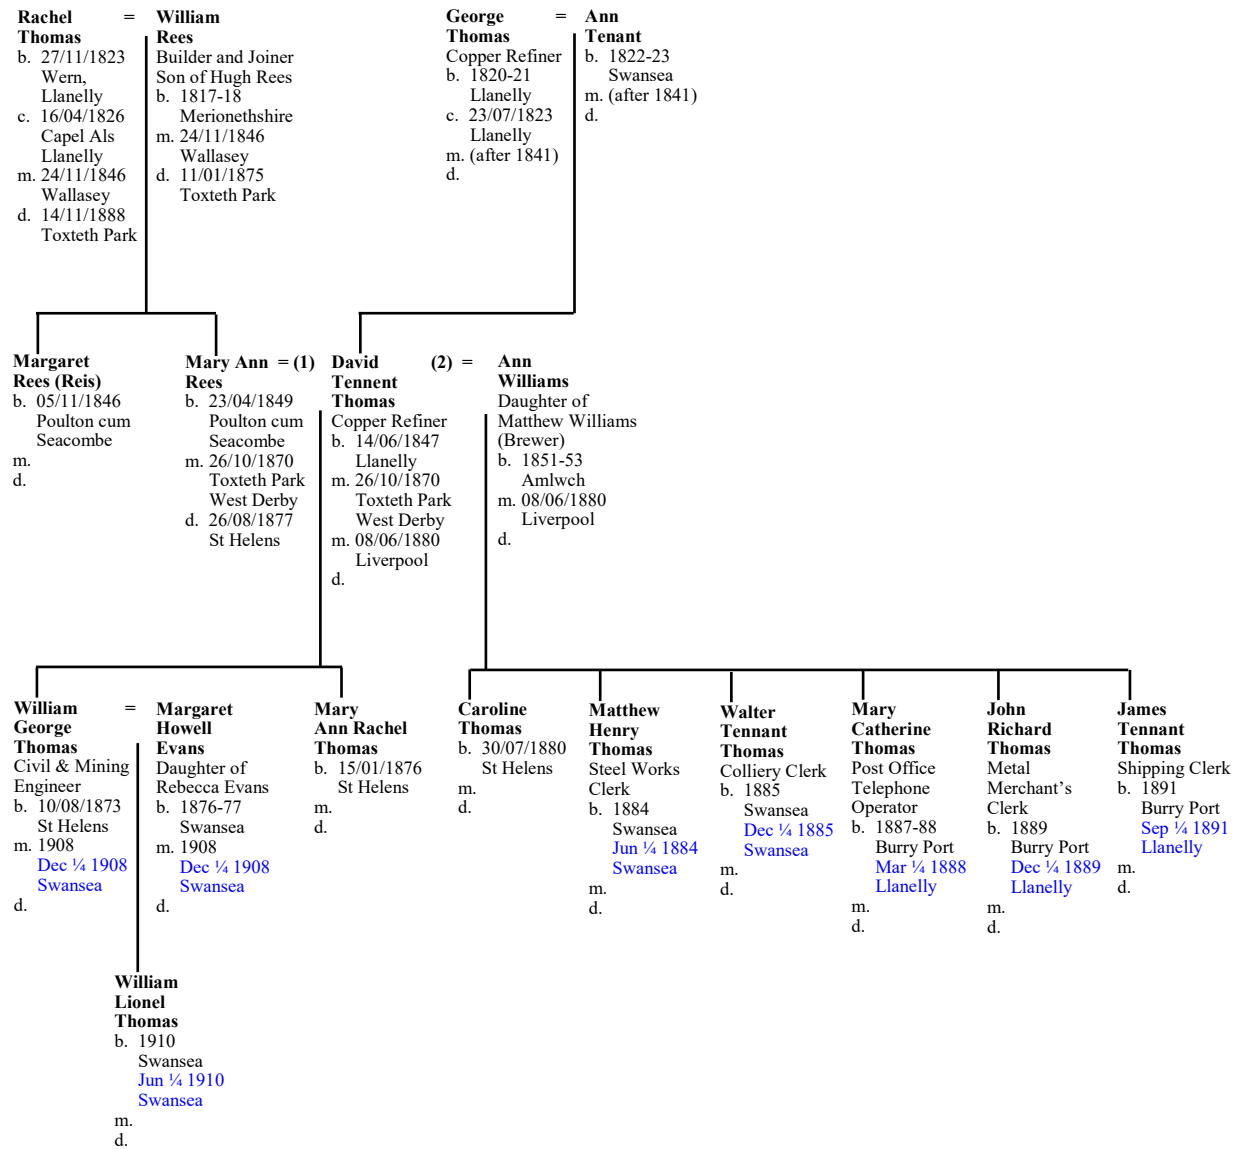 Rachel = William
Thomas Rees
b. 27/11/1823 Builder and Joiner
Wern, Son of Hugh Rees
Llanelly b. 1817-18
c. 16/04/1826 Merionethshire
Capel Als m. 24/11/1846
Llanelly Wallasey
m. 24/11/1846 d. 11/01/1875
Wallasey Toxteth Park
d. 14/11/1888
Toxteth Park
George = Ann
Thomas Tenant
Copper Refiner b. 1822-23
b. 1820-21 Swansea
Llanelly m. (after 1841)
c. 23/07/1823 d.
Llanelly
m. (after 1841)
d.
Margaret
Rees (Reis)
b. 05/11/1846
Poulton cum
Seacombe
m.
d.
Mary Ann = (1)
Rees
b. 23/04/1849
Poulton cum
Seacombe
m. 26/10/1870
Toxteth Park
West Derby
d. 26/08/1877
St Helens
David (2) =
Tennent
Thomas
Copper Refiner
b. 14/06/1847
Llanelly
m. 26/10/1870
Toxteth Park
West Derby
m. 08/06/1880
Liverpool
d.
Ann
Williams
Daughter of
Matthew Williams
(Brewer)
b. 1851-53
Amlwch
m. 08/06/1880
Liverpool
d.
William =
George
Thomas
Civil & Mining
Engineer
b. 10/08/1873
St Helens
m. 1908
Dec ¼ 1908
Swansea
d.
Margaret
Howell
Evans
Daughter of
Rebecca Evans
b. 1876-77
Swansea
m. 1908
Dec ¼ 1908
Swansea
d.
Mary
Ann Rachel
Thomas
b. 15/01/1876
St Helens
m.
d.
Caroline
Thomas
b. 30/07/1880
St Helens
m.
d.
Matthew
Henry
Thomas
Steel Works
Clerk
b. 1884
Swansea
Jun ¼ 1884
Swansea
m.
d.
Walter
Tennant
Thomas
Colliery Clerk
b. 1885
Swansea
Dec ¼ 1885
Swansea
m.
d.
Mary
Catherine
Thomas
Post Office
Telephone
Operator
b. 1887-88
Burry Port
Mar ¼ 1888
Llanelly
m.
d.
John
Richard
Thomas
Metal
Merchant’s
Clerk
b. 1889
Burry Port
Dec ¼ 1889
Llanelly
m.
d.
James
Tennant
Thomas
Shipping Clerk
b. 1891
Burry Port
Sep ¼ 1891
Llanelly
m.
d.
William
Lionel
Thomas
b. 1910
Swansea
Jun ¼ 1910
Swansea
m.
d.